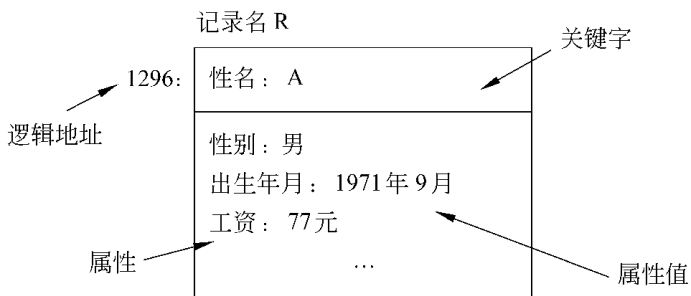 记录名 R
关键字
1296： 性名： A
逻辑地址
性别：男
出生年月： 1971年 9月
工资： 77元
属性
…
属性值